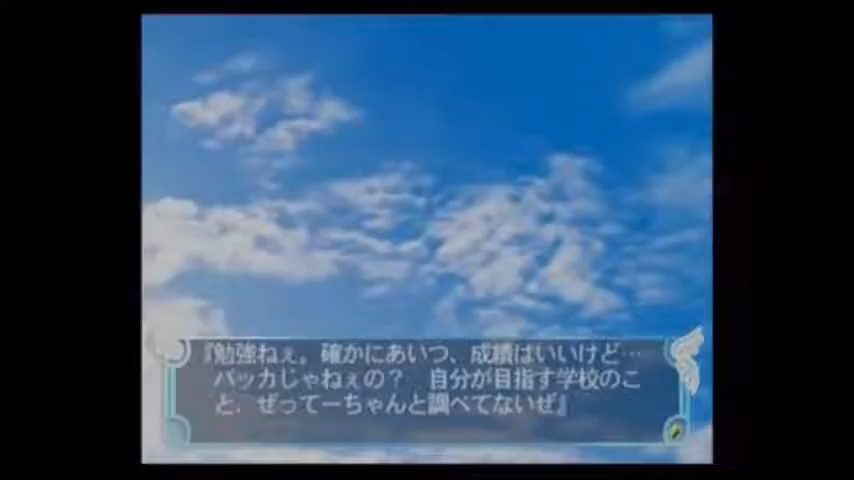 『勉強ねぇ。確かにあいつ、成績はいいけど…
バッカじゃねぇの？　自分が目指す学校のこ
と、ぜってーちゃんと調べてないぜ』